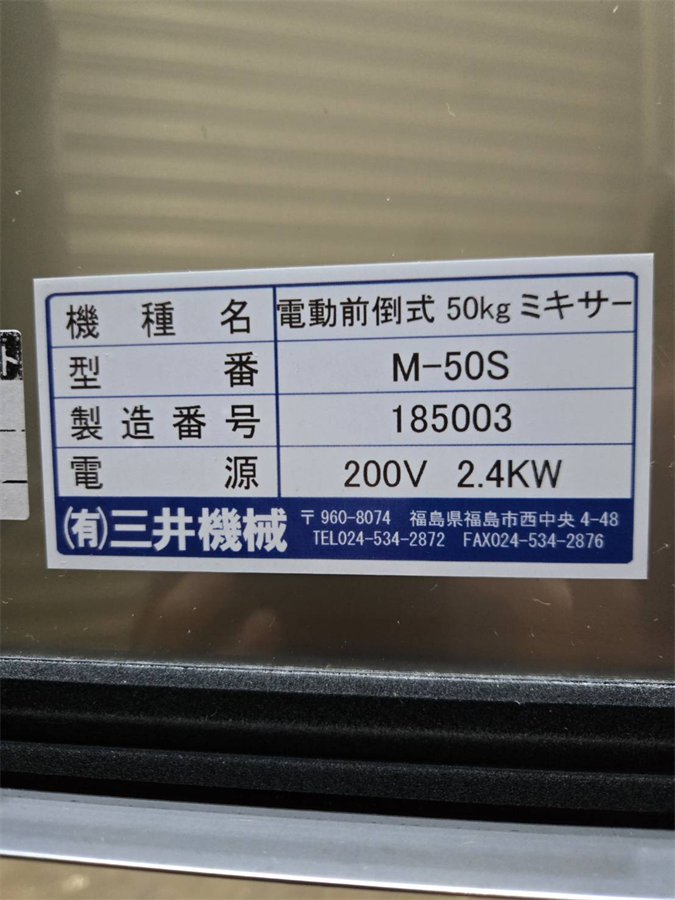 機種名 電動前倒式 50kg ミキサー
型番 M-50S
製造番号 185003
電源 200V 2.4KW
(有)三井機械 〒960-8074 福島県福島市西中央 4-48
TEL024-534-2872 FAX024-534-2876
ト